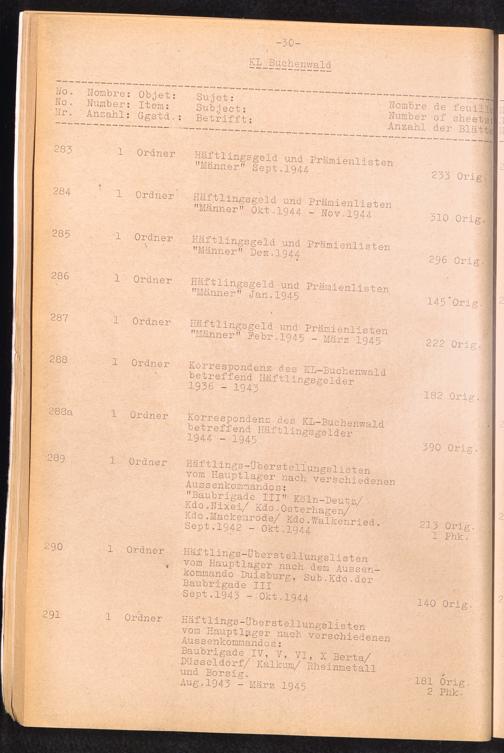 -30-
KL Buchenwald
No. Nombre: Objet: Sujet: Nombre de feuill
No. Number: Item: Subject: Number of sheets
Nr. Anzahl: Ggstd.: Betrifft: Anzahl der Blätt
283 1 Ordner Häftlingsgeld und Prämienlisten
"Männer" Sept.1944 233 Orig.
284 1 Ordner Häftlingsgeld und Prämienlisten
"Männer" Okt.1944 - Nov.1944 310 Orig.
285 1 Ordner Häftlingsgeld und Prämienlisten
"Männer" Dez.1944 296 Orig.
286 1 Ordner Häftlingsgeld und Prämienlisten
"Männer" Jan.1945 145 Orig.
287 1 Ordner Häftlingsgeld und Prämienlisten
"Männer" Febr.1945 - März 1945 222 Orig.
288 1 Ordner Korrespondenz des KL-Buchenwald
betreffend Häftlingsgelder
1936 - 1943 182 Orig.
288a 1 Ordner Korrespondenz des KL-Buchenwald
betreffend Häftlingsgelder
1944 - 1945 390 Orig.
289 1 Ordner Häftlings-Überstellungslisten
vom Hauptlager nach verschiedenen
Aussenkommandos:
"Baubrigade III" Köln-Deutz/
Kdo.Nixei/ Kdo.Osterhagen/
Kdo.Mackenrode/ Kdo.Walkenried.
Sept.1942 - Okt.1944 213 Orig.
1 Phk.
290 1 Ordner Häftlings-Überstellungslisten
vom Hauptlager nach dem Aussen-
kommando Duisburg, Sub.Kdo.der
Baubrigade III
Sept.1943 - Okt.1944 140 Orig.
291 1 Ordner Häftlings-Überstellungslisten
vom Hauptlager nach verschiedenen
Aussenkommandos:
Baubrigade IV, V, VI, X Berta/
Düsseldorf/ Kalkum/ Rheinmetall
und Borsig.
Aug.1943 - März 1945 181 Orig.
2 Phk.